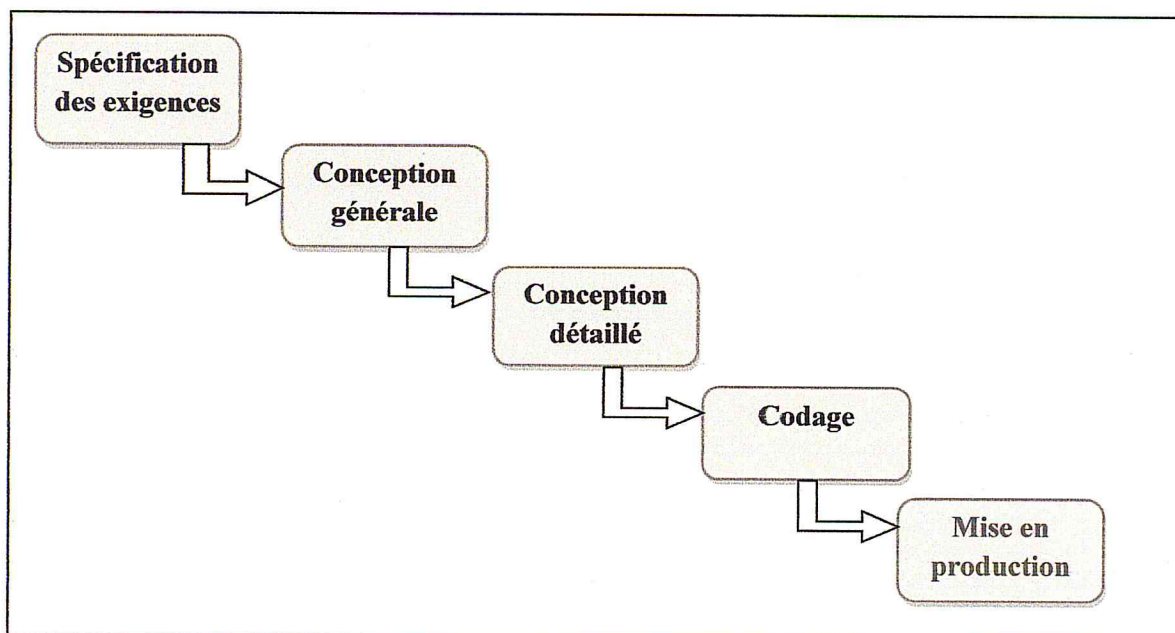 Spécification
des exigences
Conception
générale
Conception
détaillé
Codage
Mise en
production